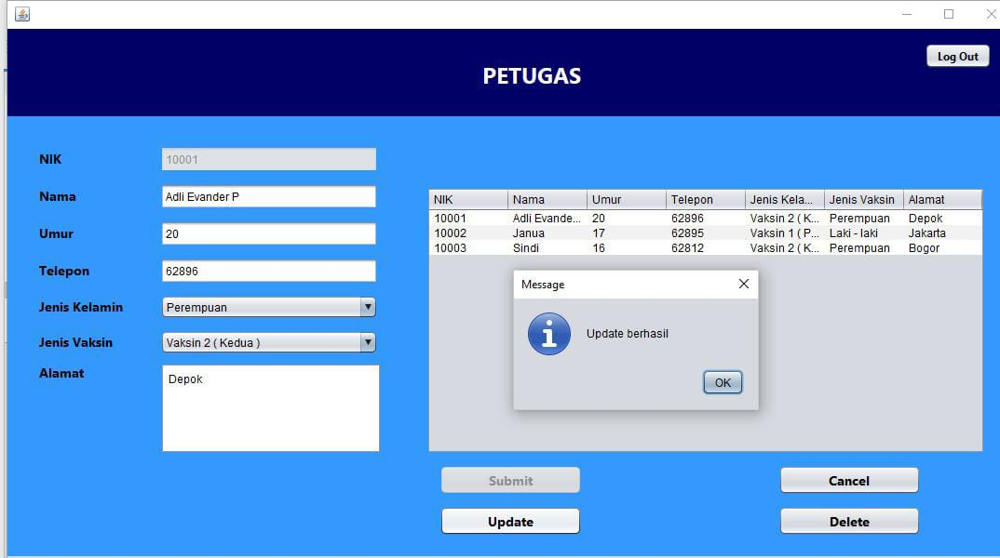 PETUGAS
Log Out
NIK 10001
Nama Adli Evander P
Umur 20
Telepon 62896
Jenis Kelamin Perempuan
Jenis Vaksin Vaksin 2 ( Kedua )
Alamat Depok
NIK Nama Umur Telepon Jenis Kela... Jenis Vaksin Alamat
10001 Adli Evande... 20 62896 Vaksin 2 ( K... Perempuan Depok
10002 Janua 17 62895 Vaksin 1 ( P... Laki - laki Jakarta
10003 Sindi 16 62812 Vaksin 2 ( K... Perempuan Bogor
Message
Update berhasil
OK
Submit Cancel
Update Delete